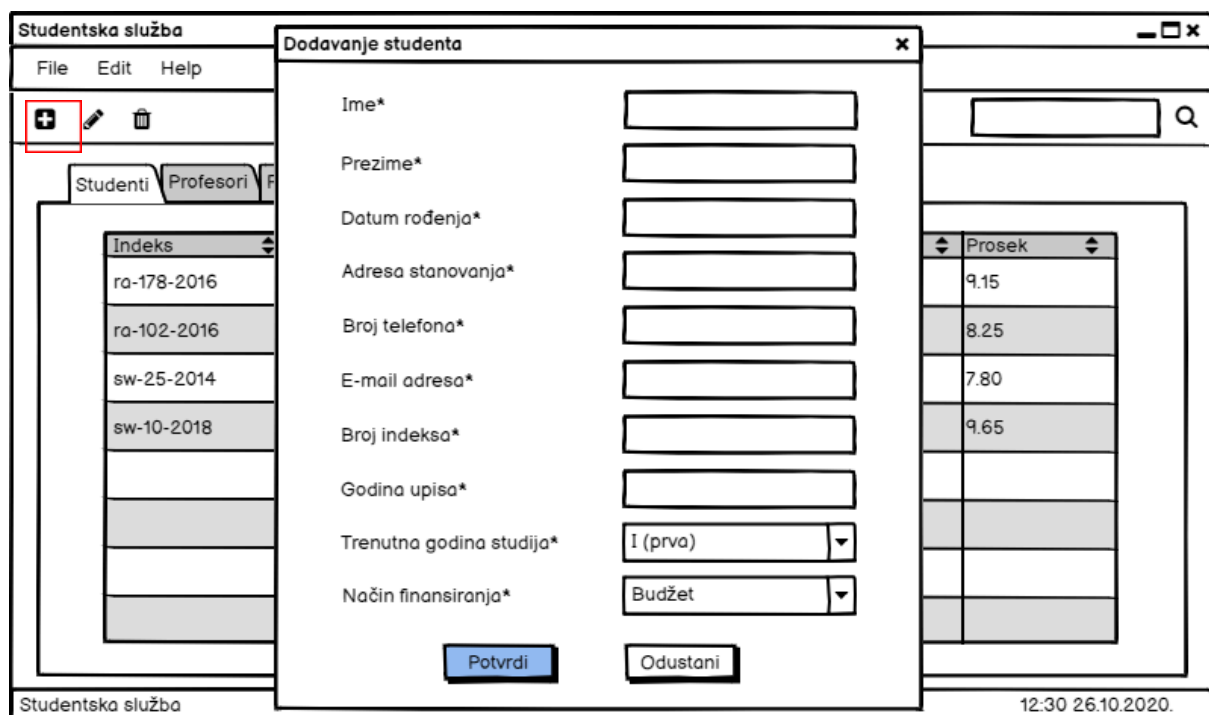 Studentska služba
File Edit Help
Studenti Profesori
Indeks Prosek
ra-178-2016 9.15
ra-102-2016 8.25
sw-25-2014 7.80
sw-10-2018 9.65
Dodavanje studenta
Ime*
Prezime*
Datum rođenja*
Adresa stanovanja*
Broj telefona*
E-mail adresa*
Broj indeksa*
Godina upisa*
Trenutna godina studija* I (prva)
Način finansiranja* Budžet
Potvrdi Odustani
Studentska služba 12:30 26.10.2020.